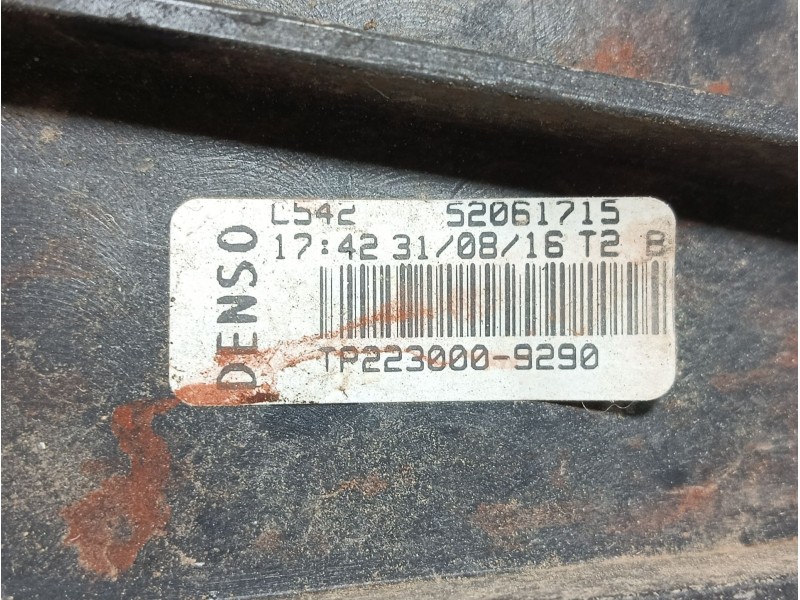 L542 52061715
17:42 31/08/16 T2 B
DENSO
TP223000-9290